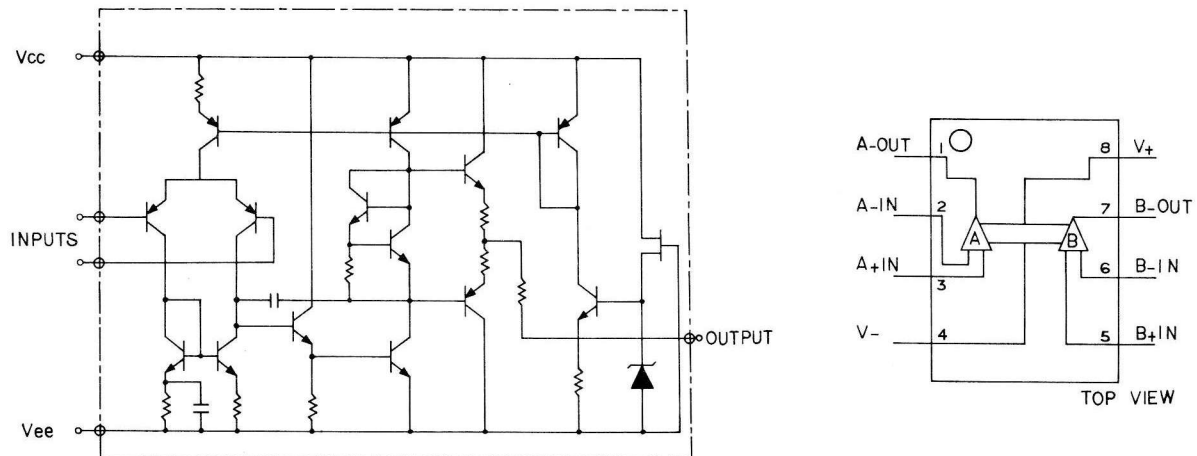 Vcc
INPUTS
Vee
OUTPUT
A-OUT 1 8 V+
A-IN 2 7 B-OUT
A B
A+IN 3 6 B-IN
V- 4 5 B+IN
TOP VIEW